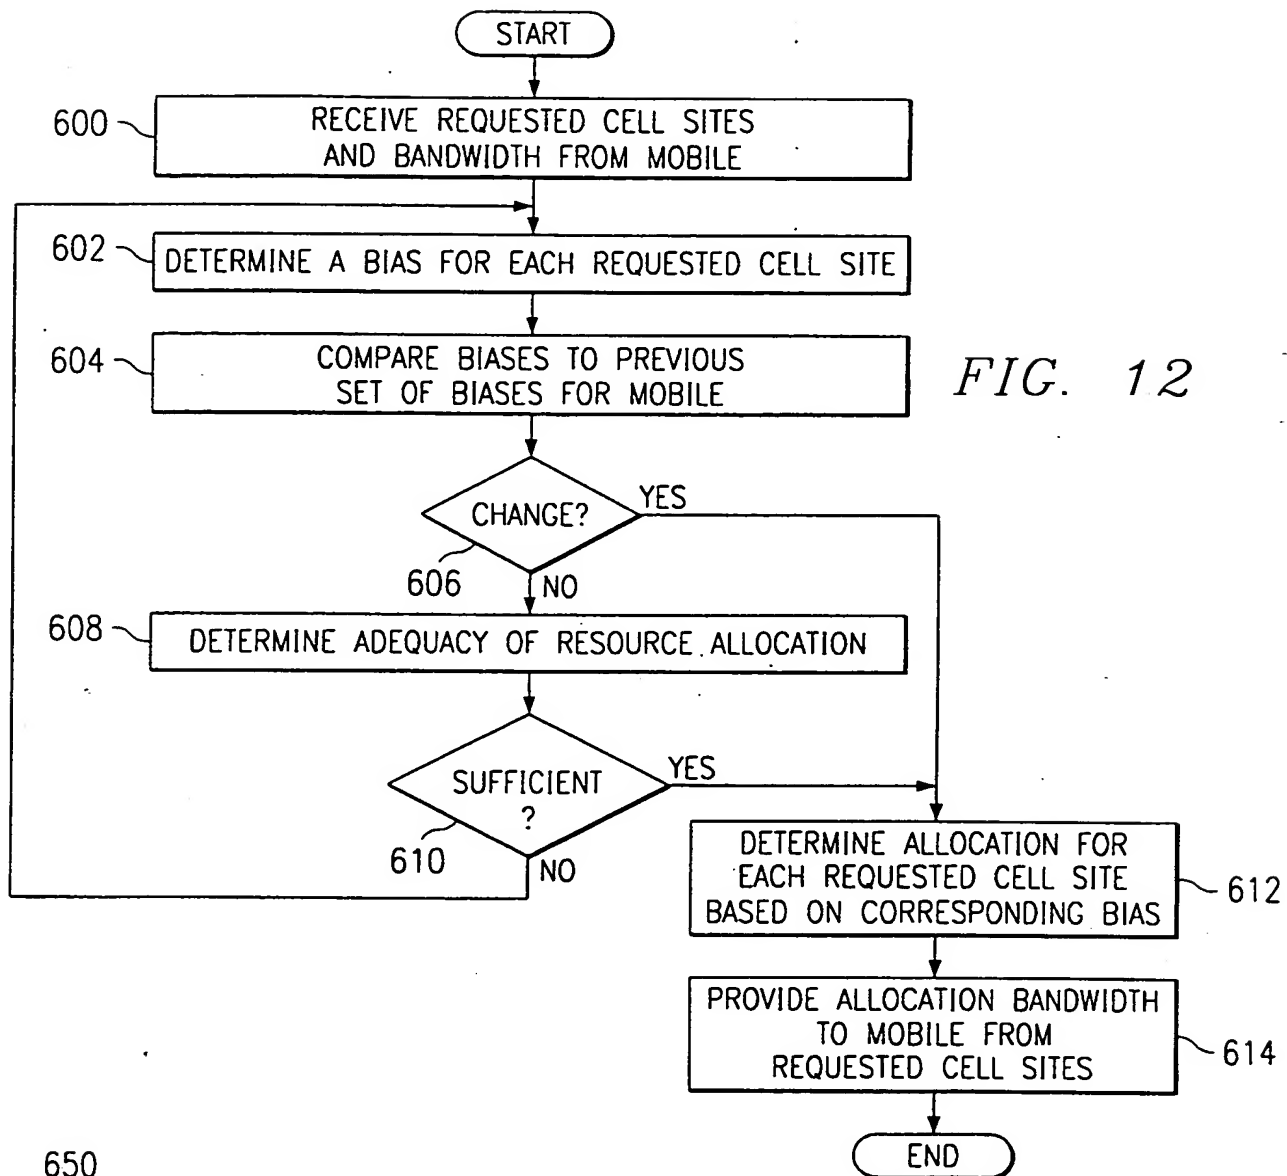 START
600
RECEIVE REQUESTED CELL SITES
AND BANDWIDTH FROM MOBILE
602
DETERMINE A BIAS FOR EACH REQUESTED CELL SITE
604
COMPARE BIASES TO PREVIOUS
SET OF BIASES FOR MOBILE
FIG. 12
CHANGE?
YES
606
NO
608
DETERMINE ADEQUACY OF RESOURCE ALLOCATION
SUFFICIENT
?
YES
610
NO
DETERMINE ALLOCATION FOR
EACH REQUESTED CELL SITE
BASED ON CORRESPONDING BIAS
612
PROVIDE ALLOCATION BANDWIDTH
TO MOBILE FROM
REQUESTED CELL SITES
614
END
650